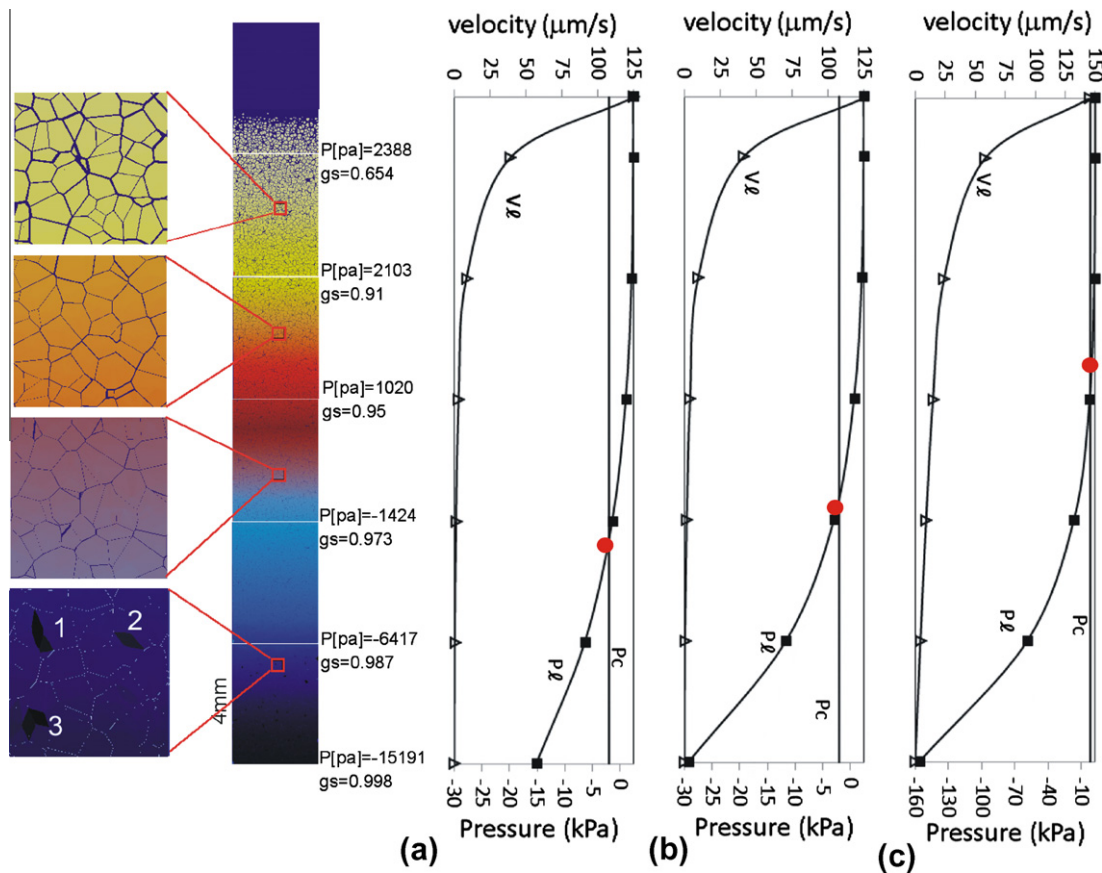 1
2
3
4mm
P[pa]=2388
gs=0.654
P[pa]=2103
gs=0.91
P[pa]=1020
gs=0.95
P[pa]=-1424
gs=0.973
P[pa]=-6417
gs=0.987
P[pa]=-15191
gs=0.998
velocity (μm/s)
0 25 50 75 100 125
Vℓ
Pℓ
Pc
-30 -25 -20 -15 -10 -5 0
Pressure (kPa)
(a)
velocity (μm/s)
0 25 50 75 100 125
Vℓ
Pℓ
Pc
-30 -25 -20 -15 -10 -5 0
Pressure (kPa)
(b)
velocity (μm/s)
0 25 50 75 100 125 150
Vℓ
Pℓ
Pc
-160 -130 -100 -70 -40 -10
Pressure (kPa)
(c)